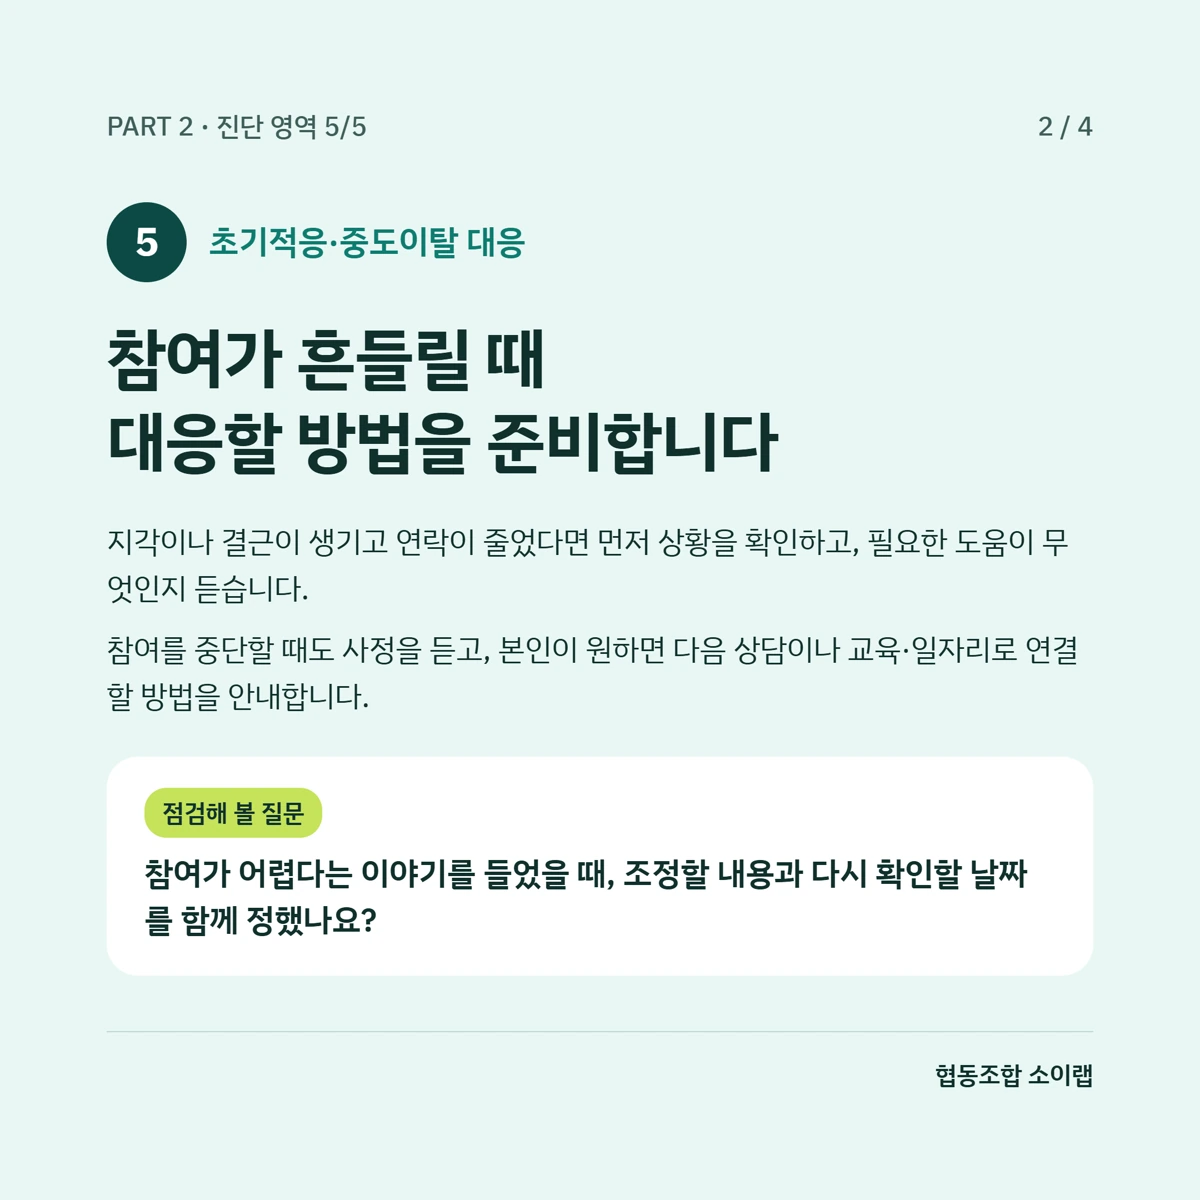 PART 2 · 진단 영역 5/5
2 / 4
5
초기적응·중도이탈 대응
참여가 흔들릴 때
대응할 방법을 준비합니다
지각이나 결근이 생기고 연락이 줄었다면 먼저 상황을 확인하고, 필요한 도움이 무
엇인지 듣습니다.
참여를 중단할 때도 사정을 듣고, 본인이 원하면 다음 상담이나 교육·일자리로 연결
할 방법을 안내합니다.
점검해 볼 질문
참여가 어렵다는 이야기를 들었을 때, 조정할 내용과 다시 확인할 날짜
를 함께 정했나요?
협동조합 소이랩